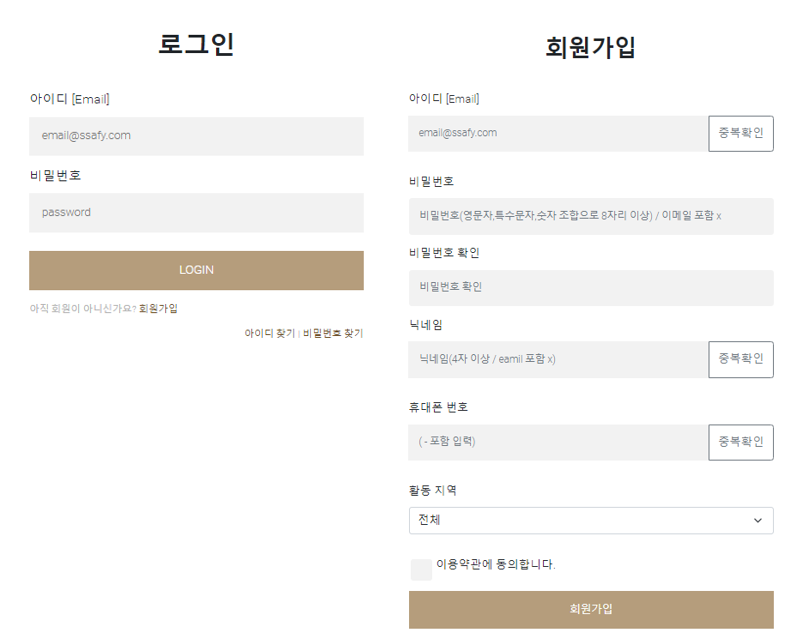 로그인
아이디 [Email]
email@ssafy.com
비밀번호
password
LOGIN
아직 회원이 아니신가요? 회원가입
아이디 찾기 | 비밀번호 찾기
회원가입
아이디 [Email]
email@ssafy.com 중복확인
비밀번호
비밀번호(영문자,특수문자,숫자 조합으로 8자리 이상) / 이메일 포함 x
비밀번호 확인
비밀번호 확인
닉네임
닉네임(4자 이상 / eamil 포함 x) 중복확인
휴대폰 번호
( - 포함 입력) 중복확인
활동 지역
전체
이용약관에 동의합니다.
회원가입